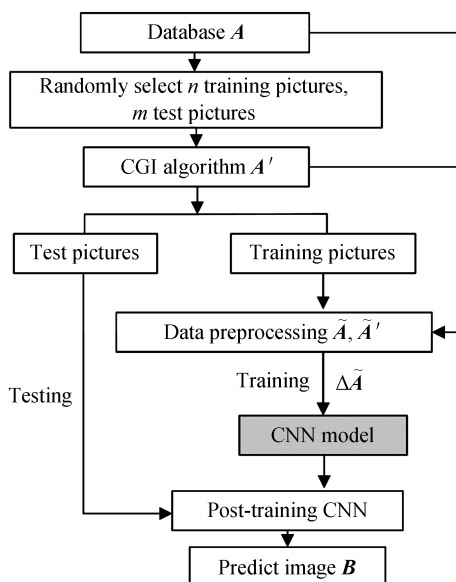 Database A
Randomly select n training pictures,
m test pictures
CGI algorithm A′
Test pictures
Training pictures
Data preprocessing Ã, Ã′
Testing
Training
ΔÃ
CNN model
Post-training CNN
Predict image B